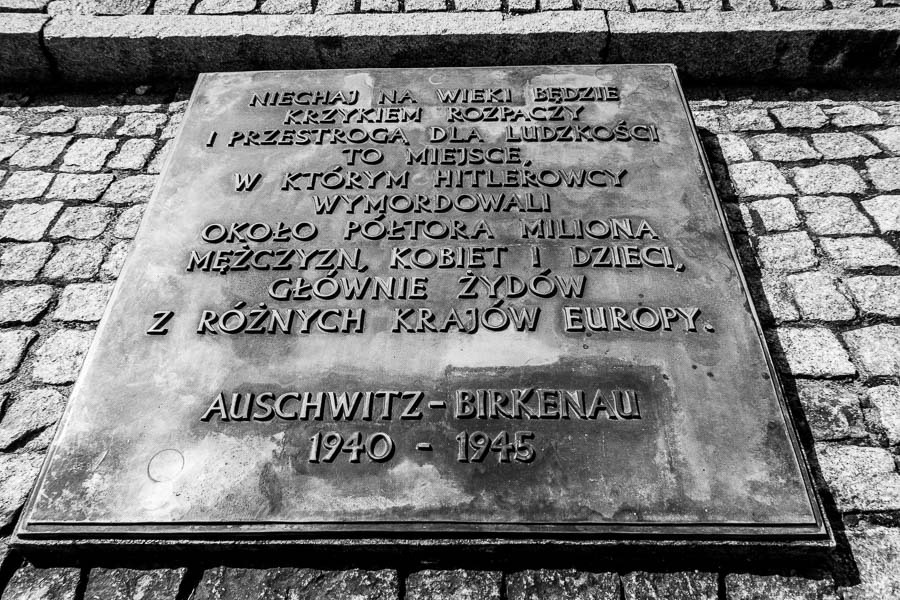 NIECHAJ NA WIEKI BĘDZIE
KRZYKIEM ROZPACZY
I PRZESTROGĄ DLA LUDZKOŚCI
TO MIEJSCE,
W KTÓRYM HITLEROWCY
WYMORDOWALI
OKOŁO PÓŁTORA MILIONA
MĘŻCZYZN, KOBIET I DZIECI,
GŁÓWNIE ŻYDÓW
Z RÓŻNYCH KRAJÓW EUROPY.
AUSCHWITZ - BIRKENAU
1940 - 1945